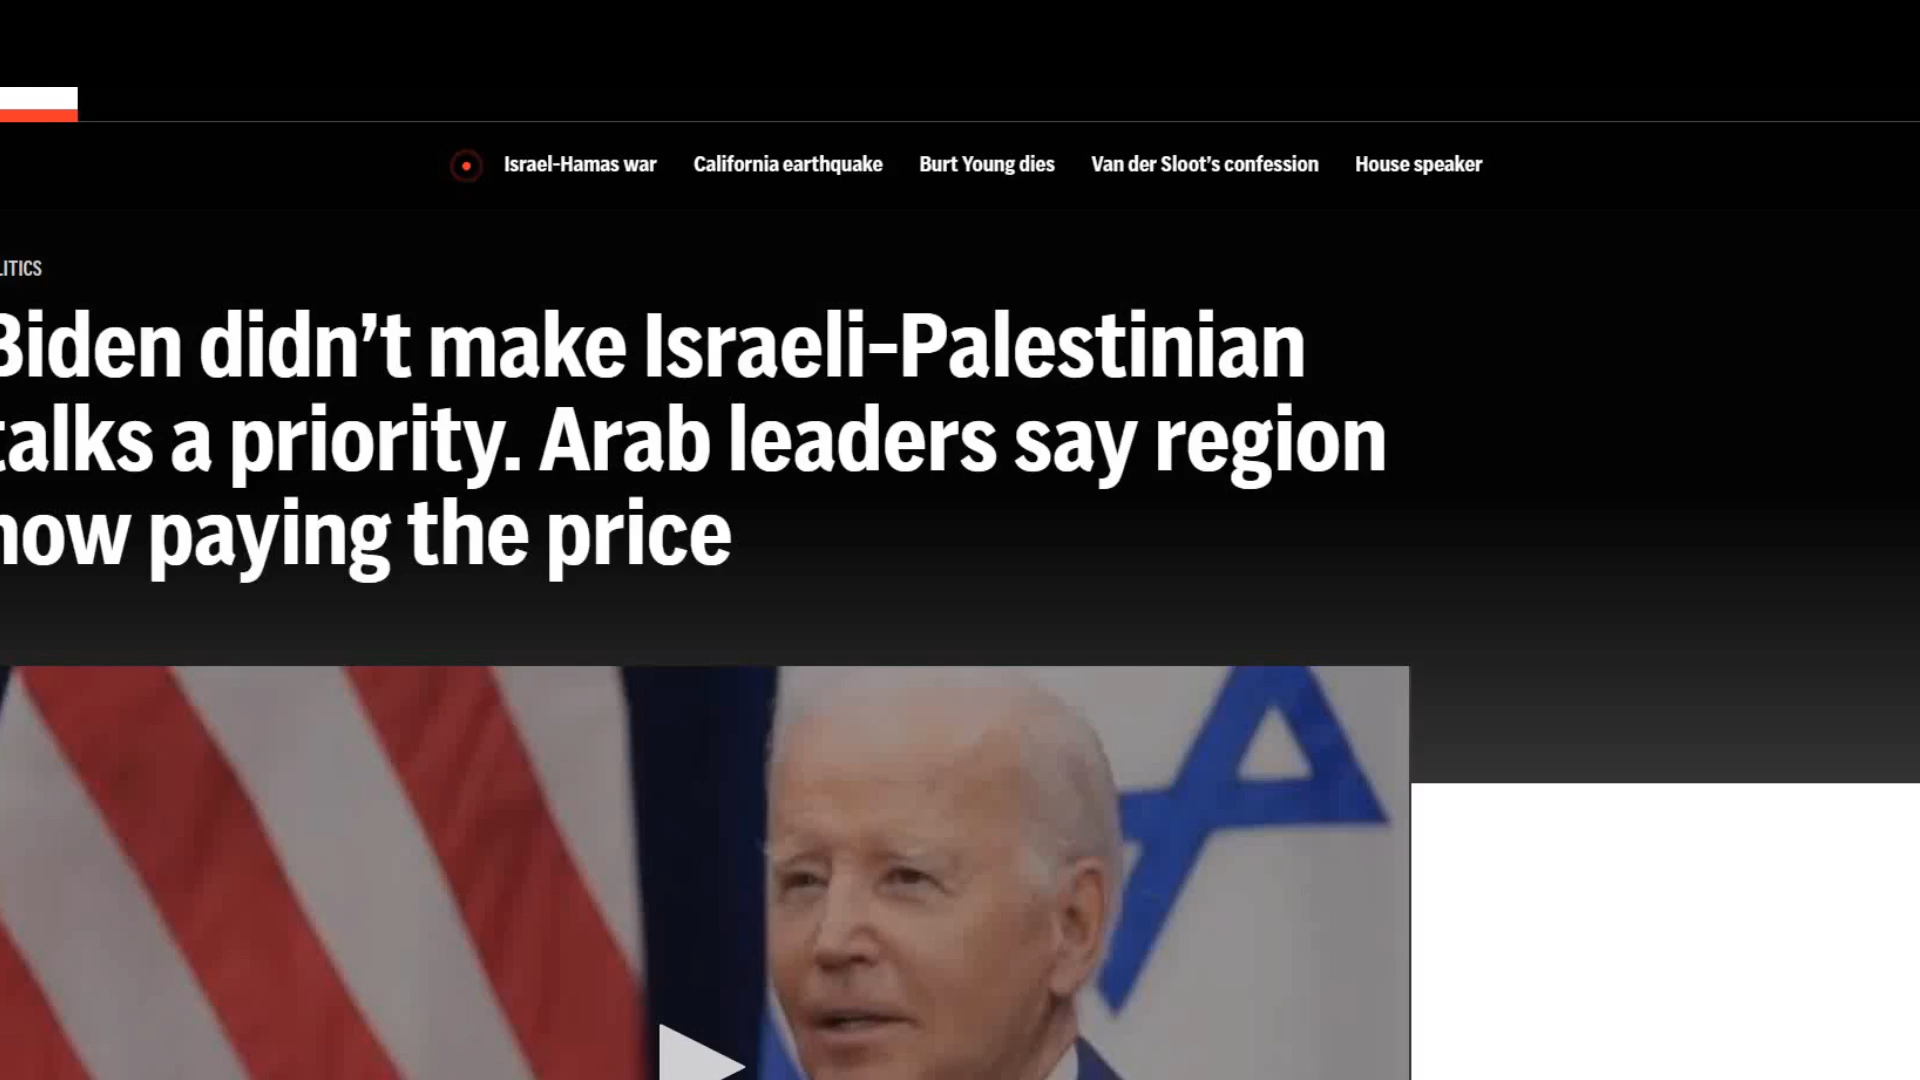 Israel-Hamas war California earthquake Burt Young dies Van der Sloot's confession House speaker
LITICS
Biden didn’t make Israeli-Palestinian
talks a priority. Arab leaders say region
now paying the price